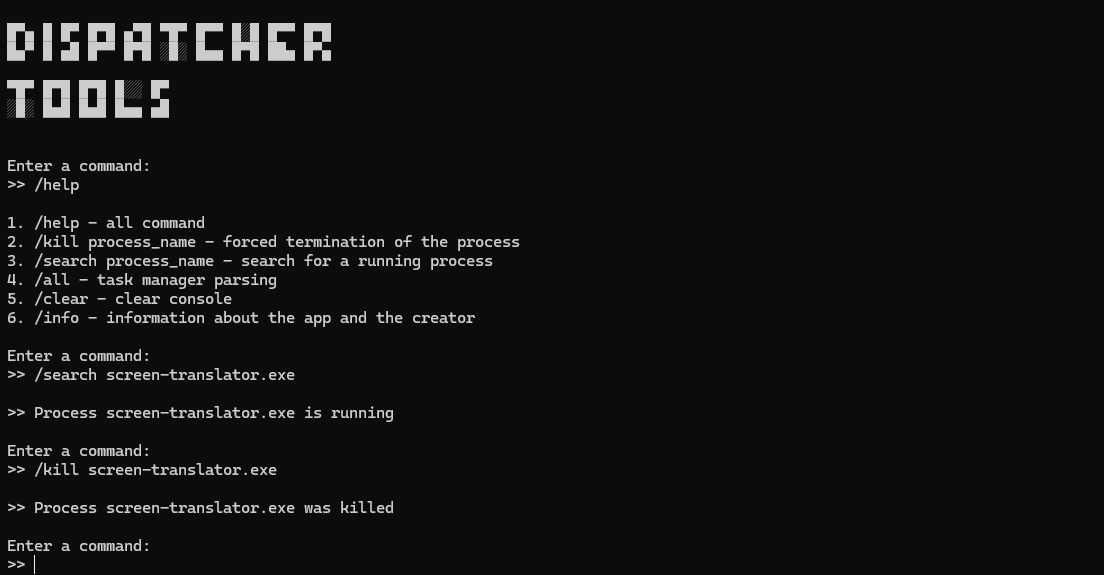 DISPATCHER
TOOLS
Enter a command:
>> /help
1. /help - all command
2. /kill process_name - forced termination of the process
3. /search process_name - search for a running process
4. /all - task manager parsing
5. /clear - clear console
6. /info - information about the app and the creator
Enter a command:
>> /search screen-translator.exe
>> Process screen-translator.exe is running
Enter a command:
>> /kill screen-translator.exe
>> Process screen-translator.exe was killed
Enter a command:
>>